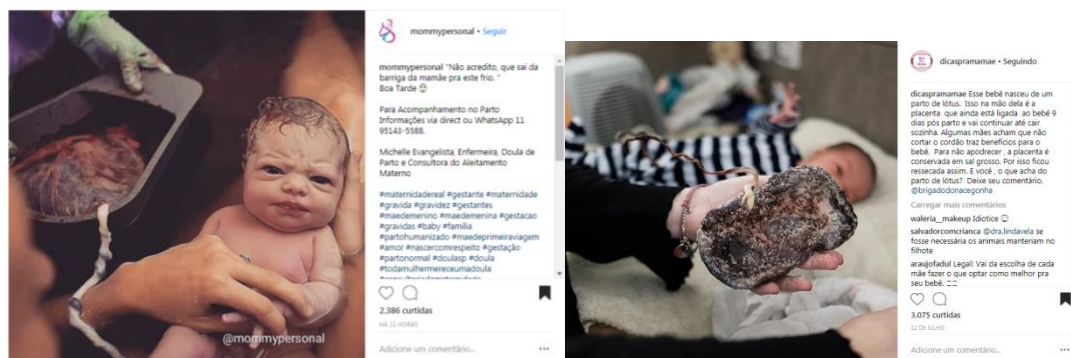 mommypersonal • Seguir
mommypersonal "Não acredito, que sai da
barriga da mamãe pra este frio. "
Boa Tarde
Para Acompanhamento no Parto
Informações via direct ou WhatsApp 11
95143-5588.
Michelle Evangelista, Enfermeira, Doula de
Parto e Consultora do Aleitamento
Materno
#maternidadereal #gestante #maternidade
#gravida #gravidez #gestantes
#maedemenino #maedemenina #gestacao
#gravidas #baby #familia
#partohumanizado #maedeprimeiraviagem
#amor #nascercomrespeito #gestação
#partonormal #doulasp #doula
#todamulhermereceumadoula
2.386 curtidas
HÁ 11 HORAS
Adicione um comentário...
@mommypersonal
dicaspramamae • Seguindo
dicaspramamae Esse bebê nasceu de um
parto de lótus. Isso na mão dela é a
placenta que ainda está ligada ao bebê 9
dias pós parto e vai continuar até cair
sozinha. Algumas mães acham que não
cortar o cordão traz benefícios para o
bebê. Para não apodrecer , a placenta é
conservada em sal grosso. Por isso ficou
ressecada assim. E você , o que acha do
parto de lótus? Deixe seu comentário.
@brigadodonacegonha
Carregar mais comentários
waleria_makeup Idiotice
salvadorcomcrianca @dra.lindavela se
fosse necessária os animais manteriam no
filhote
araujofadul Legal! Vai da escolha de cada
mãe fazer o que optar como melhor pra
seu bebê.
3.075 curtidas
12 DE JULHO
Adicione um comentário...